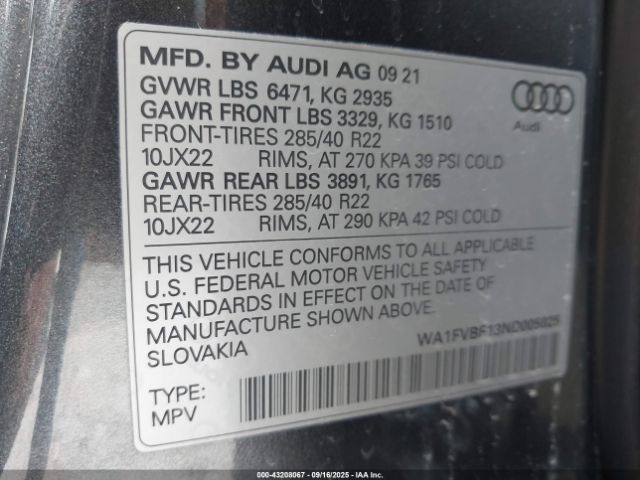 MFD. BY AUDI AG 09 21
GVWR LBS 6471, KG 2935
GAWR FRONT LBS 3329, KG 1510
FRONT-TIRES 285/40 R22
10JX22 RIMS, AT 270 KPA 39 PSI COLD
GAWR REAR LBS 3891, KG 1765
REAR-TIRES 285/40 R22
10JX22 RIMS, AT 290 KPA 42 PSI COLD
Audi
THIS VEHICLE CONFORMS TO ALL APPLICABLE
U.S. FEDERAL MOTOR VEHICLE SAFETY
STANDARDS IN EFFECT ON THE DATE OF
MANUFACTURE SHOWN ABOVE.
SLOVAKIA
WA1FVBF13ND005825
TYPE:
MPV
000-43208067 - 09/16/2025 - IAA Inc.